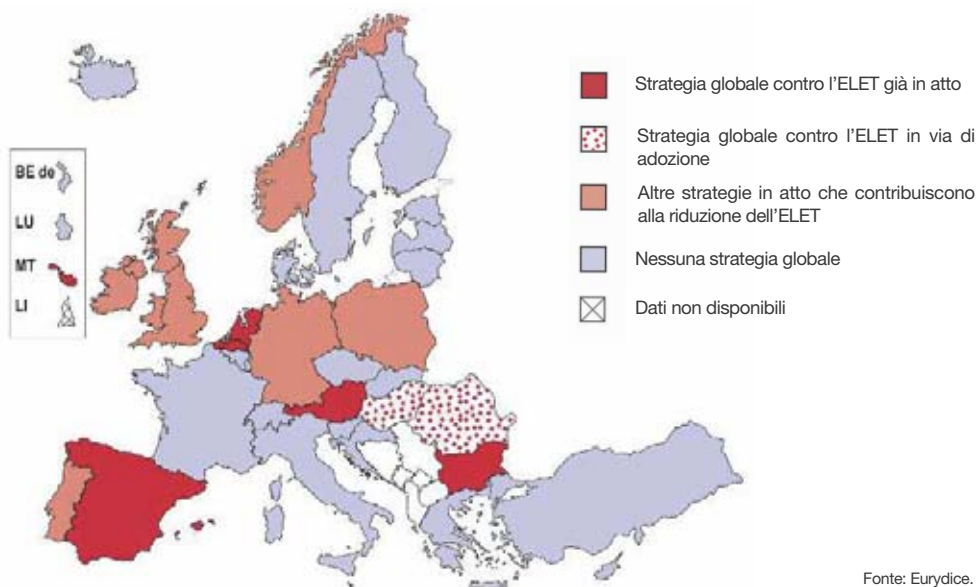 BE de
LU
MT
LI
Strategia globale contro l'ELET già in atto
Strategia globale contro l'ELET in via di
adozione
Altre strategie in atto che contribuiscono
alla riduzione dell'ELET
Nessuna strategia globale
Dati non disponibili
Fonte: Eurydice.